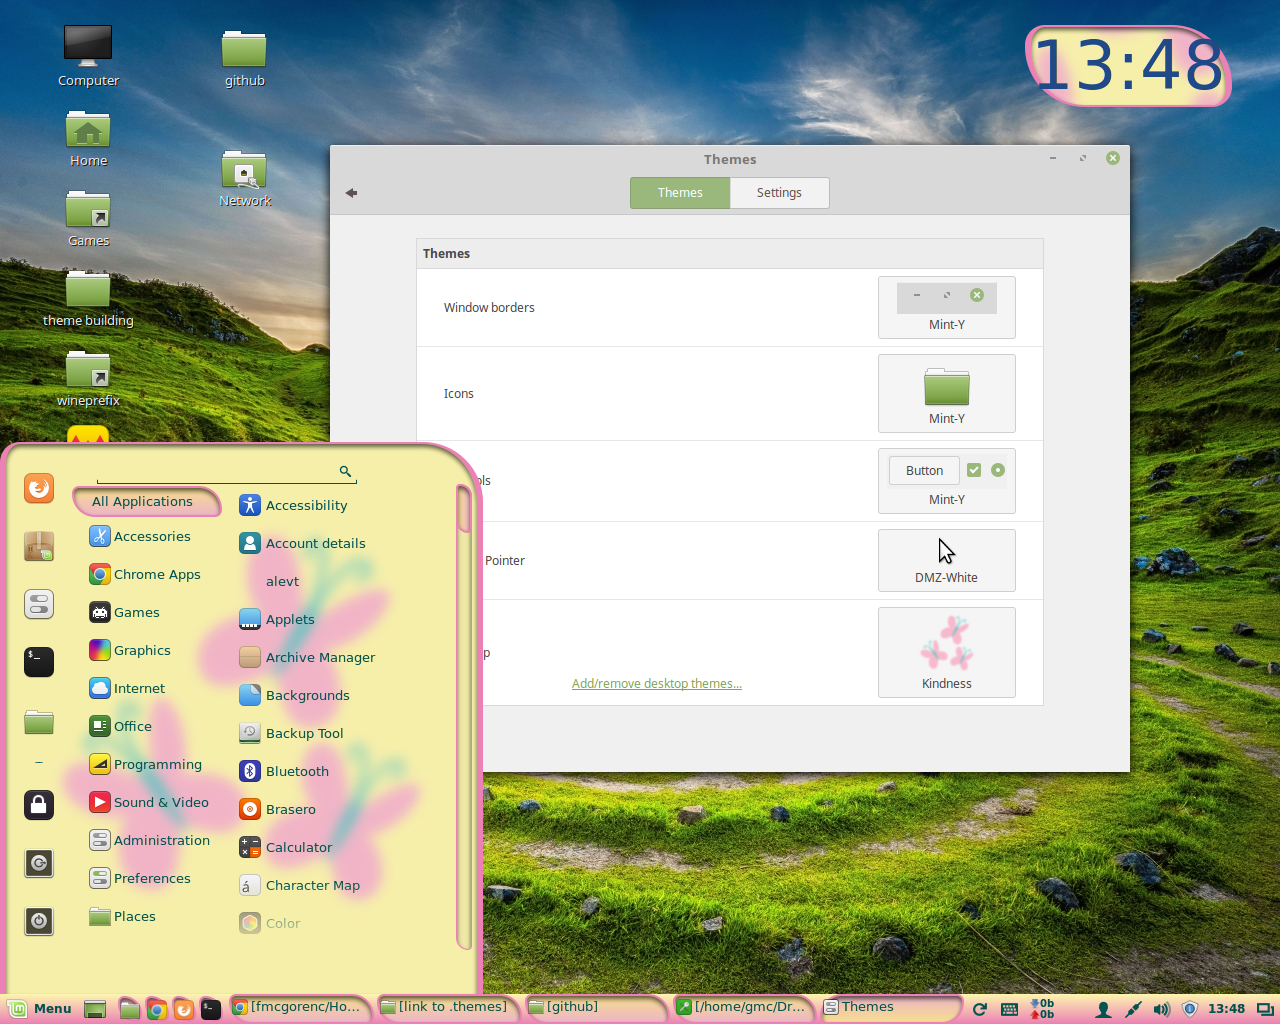 Computer
github
13:48
Home
Network
Games
theme building
wineprefix
Themes
Themes
Settings
Themes
Window borders
Mint-Y
Icons
Mint-Y
ols
Button
Mint-Y
Pointer
DMZ-White
p
Add/remove desktop themes...
Kindness
All Applications
Accessories
Chrome Apps
Games
Graphics
Internet
Office
Programming
Sound & Video
Administration
Preferences
Places
Accessibility
Account details
alevt
Applets
Archive Manager
Backgrounds
Backup Tool
Bluetooth
Brasero
Calculator
Character Map
Color
Menu
[fmcgorenc/Ho...
[link to .themes]
[github]
[/home/gmc/Dr...
Themes
0b
0b
13:48